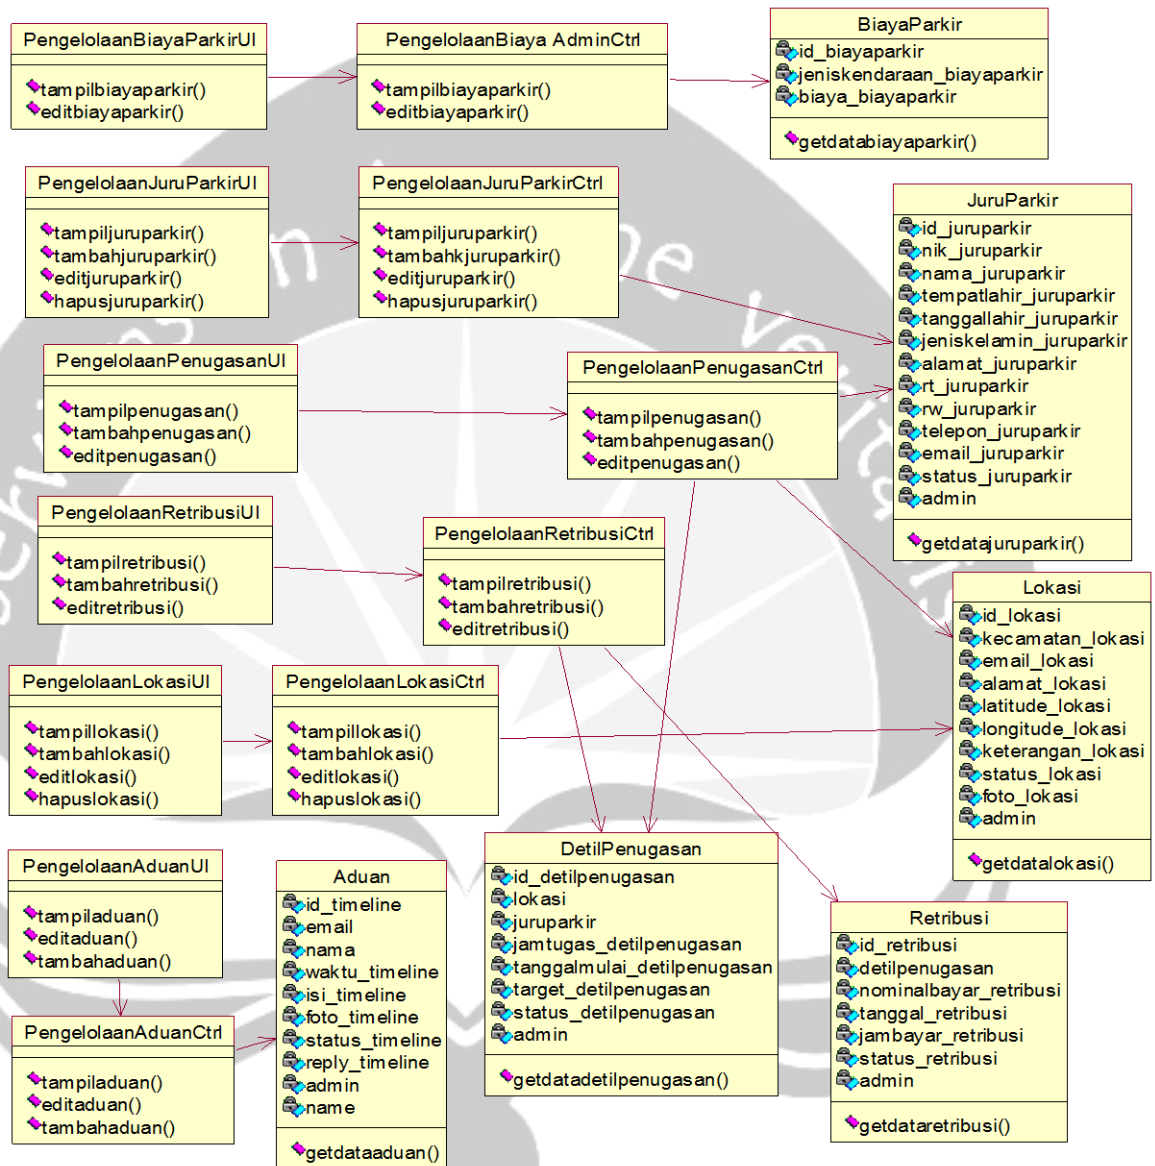 PengelolaanBiayaParkirUI
tampilbiayaparkir()
editbiayaparkir()
PengelolaanBiaya AdminCtrl
tampilbiayaparkir()
editbiayaparkir()
BiayaParkir
id_biayaparkir
jeniskendaraan_biayaparkir
biaya_biayaparkir
getdatabiayaparkir()
PengelolaanJuruParkirUI
tampiljuruparkir()
tambahjuruparkir()
editjuruparkir()
hapusjuruparkir()
PengelolaanJuruParkirCtrl
tampiljuruparkir()
tambahkjuruparkir()
editjuruparkir()
hapusjuruparkir()
JuruParkir
id_juruparkir
nik_juruparkir
nama_juruparkir
tempatlahir_juruparkir
tanggallahir_juruparkir
jeniskelamin_juruparkir
alamat_juruparkir
rt_juruparkir
rw_juruparkir
telepon_juruparkir
email_juruparkir
status_juruparkir
admin
getdatajuruparkir()
PengelolaanPenugasanUI
tampilpenugasan()
tambahpenugasan()
editpenugasan()
PengelolaanPenugasanCtrl
tampilpenugasan()
tambahpenugasan()
editpenugasan()
PengelolaanRetribusiUI
tampilretribusi()
tambahretribusi()
editretribusi()
PengelolaanRetribusiCtrl
tampilretribusi()
tambahretribusi()
editretribusi()
Lokasi
id_lokasi
kecamatan_lokasi
email_lokasi
alamat_lokasi
latitude_lokasi
longitude_lokasi
keterangan_lokasi
status_lokasi
foto_lokasi
admin
getdatalokasi()
PengelolaanLokasiUI
tampillokasi()
tambahlokasi()
editlokasi()
hapuslokasi()
PengelolaanLokasiCtrl
tampillokasi()
tambahlokasi()
editlokasi()
hapuslokasi()
PengelolaanAduanUI
tampiladuan()
editaduan()
tambahaduan()
PengelolaanAduanCtrl
tampiladuan()
editaduan()
tambahaduan()
Aduan
id_timeline
email
nama
waktu_timeline
isi_timeline
foto_timeline
status_timeline
reply_timeline
admin
name
getdataaduan()
DetilPenugasan
id_detilpenugasan
lokasi
juruparkir
jamtugas_detilpenugasan
tanggalmulai_detilpenugasan
target_detilpenugasan
status_detilpenugasan
admin
getdatadetilpenugasan()
Retribusi
id_retribusi
detilpenugasan
nominalbayar_retribusi
tanggal_retribusi
jambayar_retribusi
status_retribusi
admin
getdataretribusi()